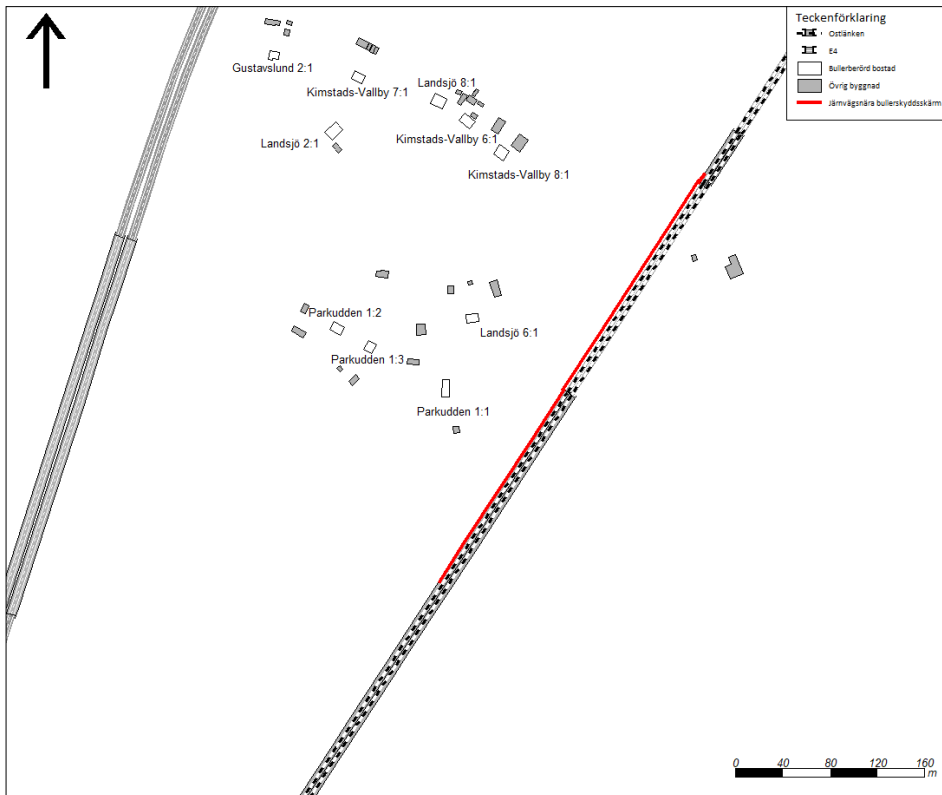 Teckenförklaring
Ostlänken
E4
Bullerberörd bostad
Övrig byggnad
Järnvägsnära bullerskyddsskärm
Gustavslund 2:1
Kimstads-Vallby 7:1
Landsjö 8:1
Landsjö 2:1
Kimstads-Vallby 6:1
Kimstads-Vallby 8:1
Parkudden 1:2
Landsjö 6:1
Parkudden 1:3
Parkudden 1:1
0 40 80 120 160
m